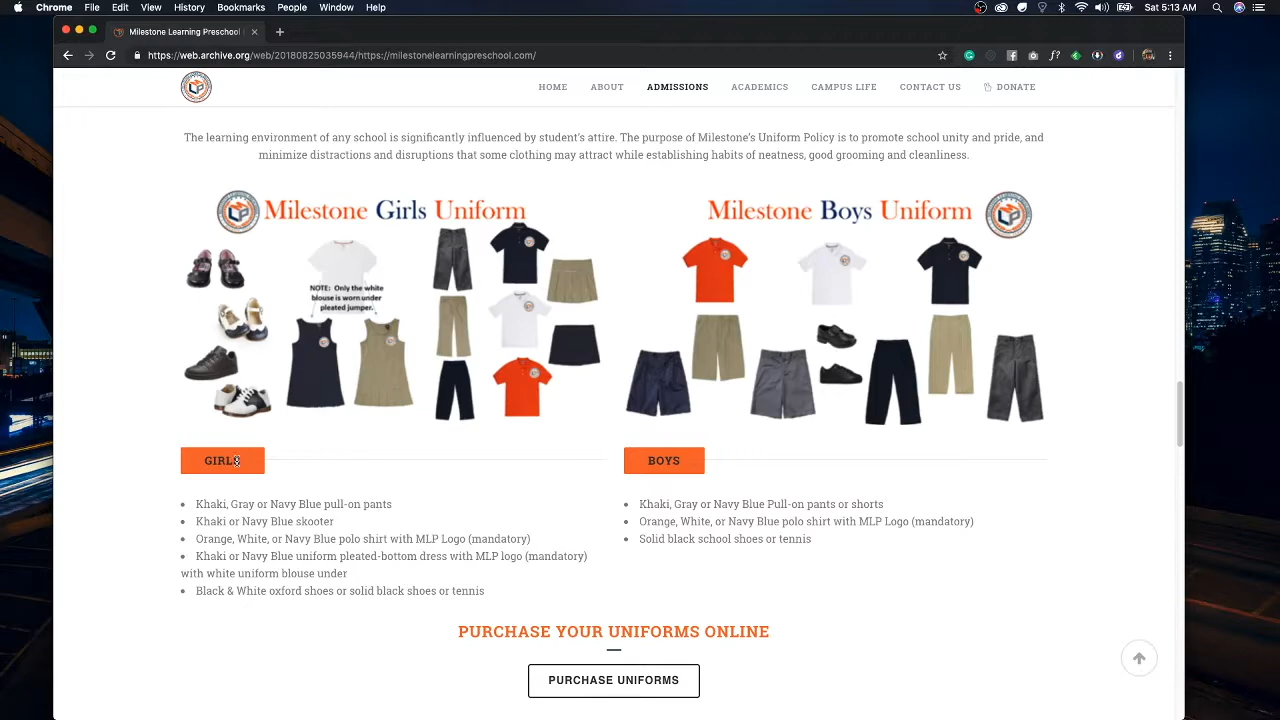 Chrome File Edit View History Bookmarks People Window Help
Milestone Learning Preschool
https://web.archive.org/web/20180825035944/https://milestonelearningpreschool.com/
HOME ABOUT ADMISSIONS ACADEMICS CAMPUS LIFE CONTACT US DONATE
The learning environment of any school is significantly influenced by student's attire. The purpose of Milestone's Uniform Policy is to promote school unity and pride, and
minimize distractions and disruptions that some clothing may attract while establishing habits of neatness, good grooming and cleanliness.
Milestone Girls Uniform
NOTE: Only the white
blouse is worn under
pleated jumper.
Milestone Boys Uniform
GIRLS
• Khaki, Gray or Navy Blue pull-on pants
• Khaki or Navy Blue skooter
• Orange, White, or Navy Blue polo shirt with MLP Logo (mandatory)
• Khaki or Navy Blue uniform pleated-bottom dress with MLP logo (mandatory)
with white uniform blouse under
• Black & White oxford shoes or solid black shoes or tennis
BOYS
• Khaki, Gray or Navy Blue Pull-on pants or shorts
• Orange, White, or Navy Blue polo shirt with MLP Logo (mandatory)
• Solid black school shoes or tennis
PURCHASE YOUR UNIFORMS ONLINE
PURCHASE UNIFORMS